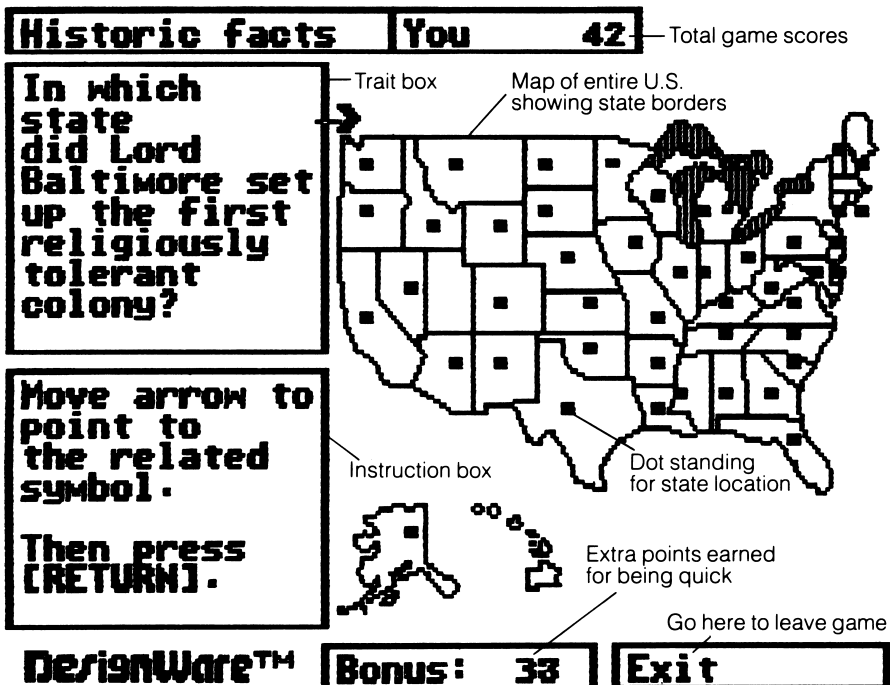 Historic facts You 42 Total game scores
Trait box
Map of entire U.S.
showing state borders
In which
state
did Lord
Baltimore set
up the first
religiously
tolerant
colony?
Move arrow to
point to
the related
symbol.
Then press
[RETURN].
Instruction box
Dot standing
for state location
Extra points earned
for being quick
Go here to leave game
DesignWare™ Bonus: 33 Exit